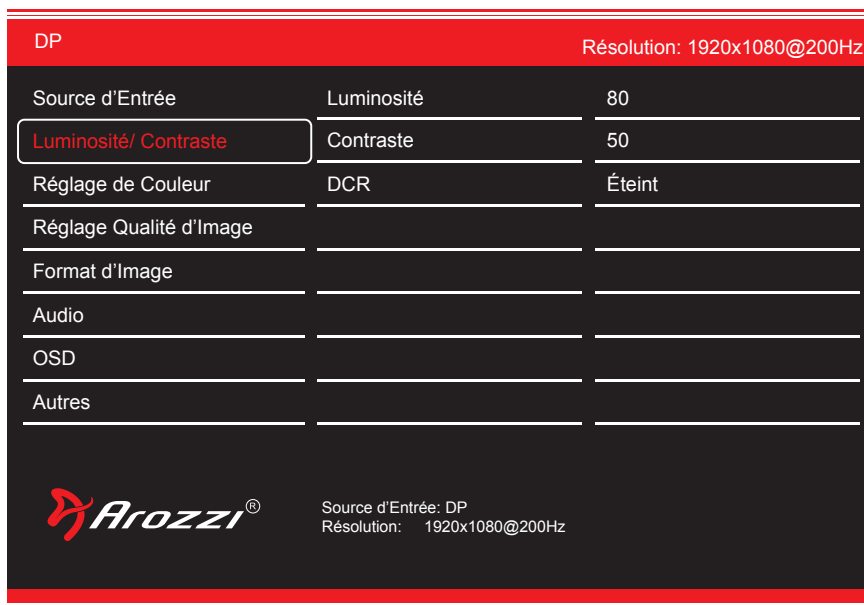 DP Résolution: 1920x1080@200Hz
Source d’Entrée Luminosité 80
Luminosité/ Contraste Contraste 50
Réglage de Couleur DCR Éteint
Réglage Qualité d’Image
Format d’Image
Audio
OSD
Autres
Arozzi®
Source d’Entrée: DP
Résolution: 1920x1080@200Hz